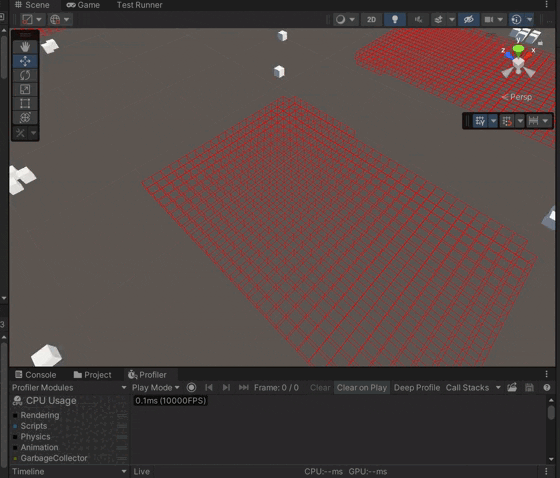 Scene Game Test Runner
2D
y
z x
Persp
3
Console Project Profiler
Profiler Modules Play Mode Frame: 0 / 0 Clear Clear on Play Deep Profile Call Stacks
CPU Usage 0.1ms (10000FPS)
Rendering
Scripts
Physics
Animation
GarbageCollector
Timeline Live CPU:--ms GPU:--ms